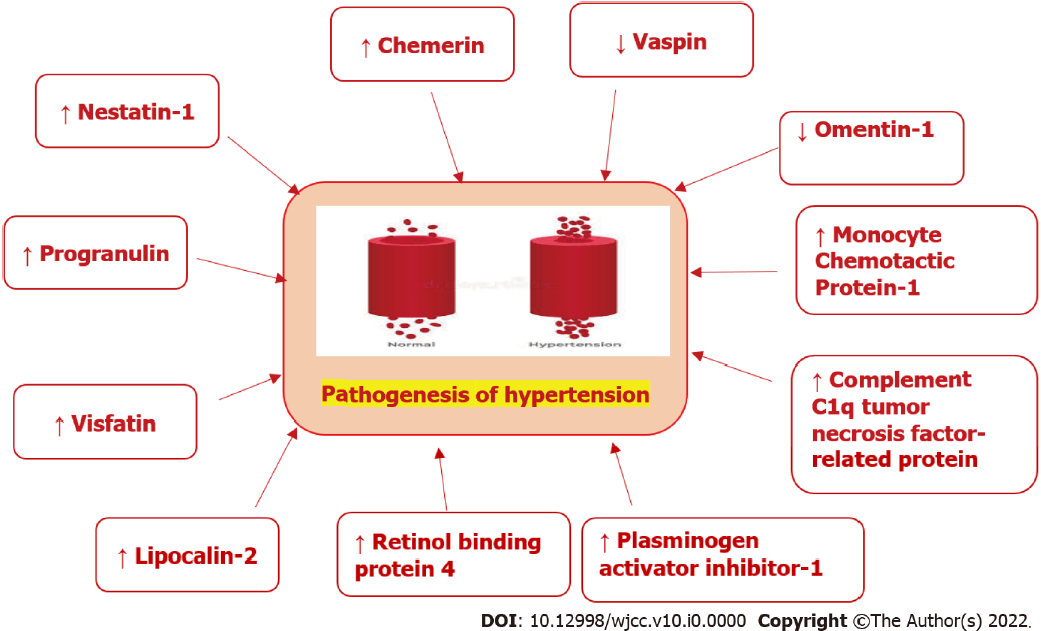 ↑ Chemerin
↓ Vaspin
↑ Nestatin-1
↓ Omentin-1
↑ Progranulin
↑ Monocyte
Chemotactic
Protein-1
Normal
Hypertension
Pathogenesis of hypertension
↑ Visfatin
↑ Complement
C1q tumor
necrosis factor-
related protein
↑ Lipocalin-2
↑ Retinol binding
protein 4
↑ Plasminogen
activator inhibitor-1
DOI: 10.12998/wjcc.v10.i0.0000 Copyright ©The Author(s) 2022.